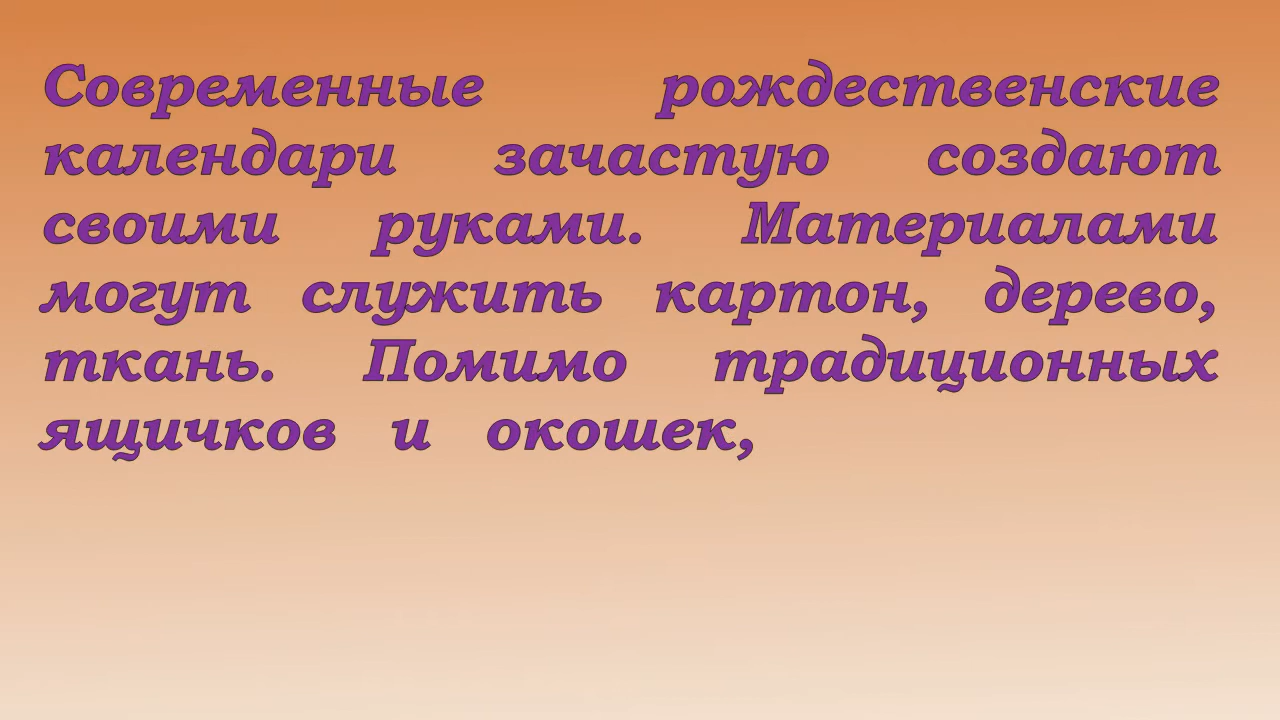 Современные рождественские
календари зачастую создают
своими руками. Материалами
могут служить картон, дерево,
ткань. Помимо традиционных
ящичков и окошек,